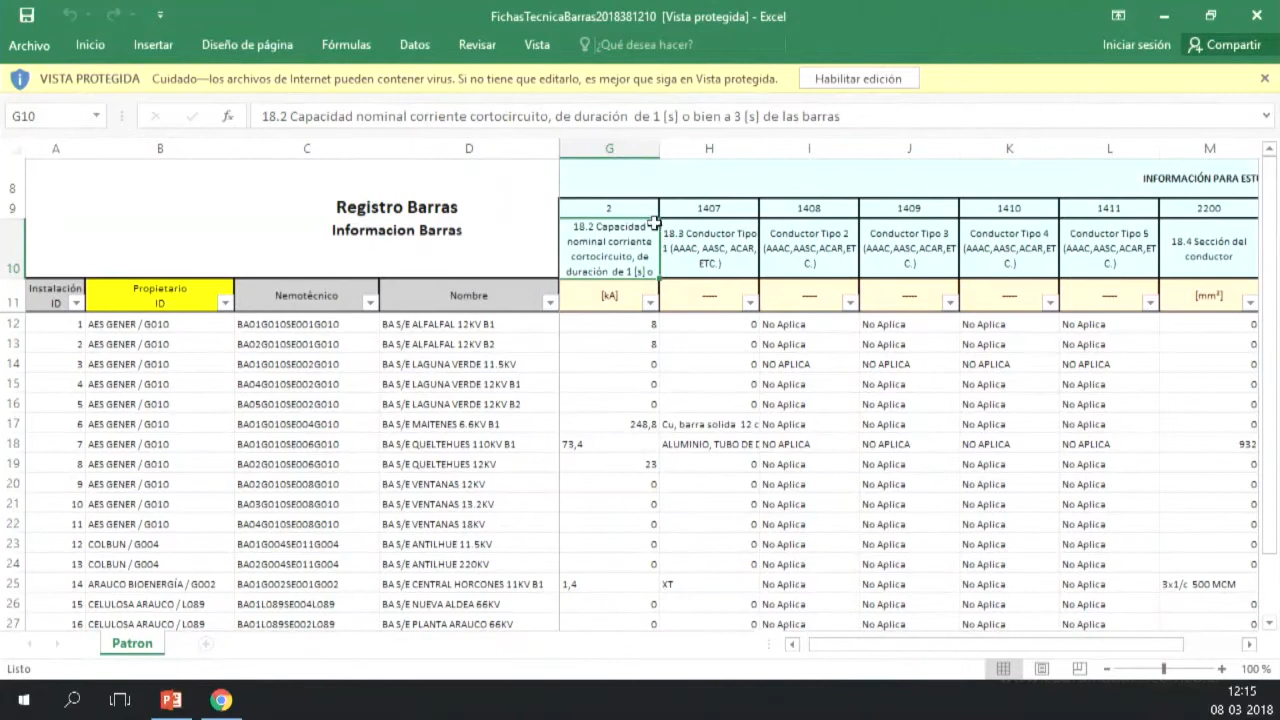 FichasTecnicaBarras2018381210 [Vista protegida] - Excel
Archivo Inicio Insertar Diseño de página Fórmulas Datos Revisar Vista ¿Qué desea hacer? Iniciar sesión Compartir
VISTA PROTEGIDA Cuidado—los archivos de Internet pueden contener virus. Si no tiene que editarlo, es mejor que siga en Vista protegida. Habilitar edición
G10 fx 18.2 Capacidad nominal corriente cortocircuito, de duración de 1 [s] o bien a 3 [s] de las barras
A B C D G H I J K L M
8 INFORMACIÓN PARA EST
9 Registro Barras 2 1407 1408 1409 1410 1411 2200
Informacion Barras
10 18.2 Capacidad nominal corriente cortocircuito, de duración de 1 [s] o
18.3 Conductor Tipo 1 (AAAC, AASC, ACAR, ETC.)
Conductor Tipo 2 (AAAC,AASC,ACAR,ETC.)
Conductor Tipo 3 (AAAC,AASC,ACAR,ETC.)
Conductor Tipo 4 (AAAC,AASC,ACAR,ETC.)
Conductor Tipo 5 (AAAC,AASC,ACAR,ETC.)
18.4 Sección del conductor
11 Instalación ID Propietario ID Nemotécnico Nombre [kA] ---- ---- ---- ---- ---- [mm²]
12 1 AES GENER / G010 BA01G010SE001G010 BA S/E ALFALFAL 12KV B1 8 0 No Aplica No Aplica No Aplica No Aplica 0
13 2 AES GENER / G010 BA02G010SE001G010 BA S/E ALFALFAL 12KV B2 8 0 No Aplica No Aplica No Aplica No Aplica 0
14 3 AES GENER / G010 BA01G010SE002G010 BA S/E LAGUNA VERDE 11.5KV 0 0 NO APLICA NO APLICA NO APLICA NO APLICA 0
15 4 AES GENER / G010 BA04G010SE002G010 BA S/E LAGUNA VERDE 12KV B1 0 0 No Aplica No Aplica No Aplica No Aplica 0
16 5 AES GENER / G010 BA05G010SE002G010 BA S/E LAGUNA VERDE 12KV B2 0 0 No Aplica No Aplica No Aplica No Aplica 0
17 6 AES GENER / G010 BA01G010SE004G010 BA S/E MAITENES 6.6KV B1 248,8 Cu, barra solida 12 c No Aplica No Aplica No Aplica No Aplica 0
18 7 AES GENER / G010 BA01G010SE006G010 BA S/E QUELTEHUES 110KV B1 73,4 ALUMINIO, TUBO DE D NO APLICA NO APLICA NO APLICA NO APLICA 932
19 8 AES GENER / G010 BA02G010SE006G010 BA S/E QUELTEHUES 12KV 23 0 No Aplica No Aplica No Aplica No Aplica 0
20 9 AES GENER / G010 BA02G010SE008G010 BA S/E VENTANAS 12KV 0 0 No Aplica No Aplica No Aplica No Aplica 0
21 10 AES GENER / G010 BA03G010SE008G010 BA S/E VENTANAS 13.2KV 0 0 No Aplica No Aplica No Aplica No Aplica 0
22 11 AES GENER / G010 BA04G010SE008G010 BA S/E VENTANAS 18KV 0 0 No Aplica No Aplica No Aplica No Aplica 0
23 12 COLBUN / G004 BA01G004SE011G004 BA S/E ANTILHUE 11.5KV 0 0 No Aplica No Aplica No Aplica No Aplica 0
24 13 COLBUN / G004 BA02G004SE011G004 BA S/E ANTILHUE 220KV 0 0 No Aplica No Aplica No Aplica No Aplica 0
25 14 ARAUCO BIOENERGÍA / G002 BA01G002SE001G002 BA S/E CENTRAL HORCONES 11KV B1 1,4 XT No Aplica No Aplica No Aplica No Aplica 3x1/c 500 MCM
26 15 CELULOSA ARAUCO / L089 BA01L089SE004L089 BA S/E NUEVA ALDEA 66KV 0 0 No Aplica No Aplica No Aplica No Aplica 0
27 16 CELULOSA ARAUCO / L089 BA01L089SE002L089 BA S/E PLANTA ARAUCO 66KV 0 0 No Aplica No Aplica No Aplica No Aplica 0
Patron
Listo 100 %
12:15
08-03-2018